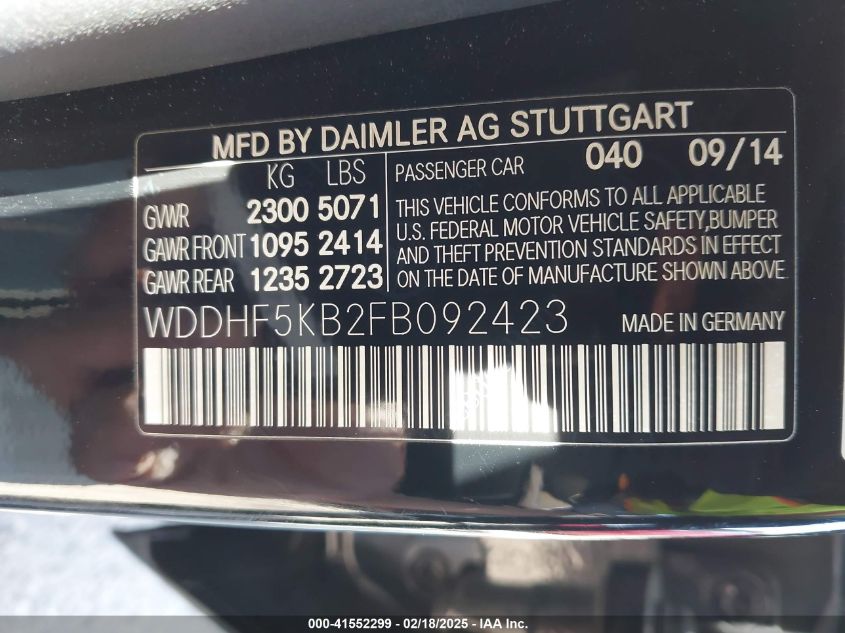 MFD BY DAIMLER AG STUTTGART
KG LBS
GVWR 2300 5071
GAWR FRONT 1095 2414
GAWR REAR 1235 2723
PASSENGER CAR 040 09/14
THIS VEHICLE CONFORMS TO ALL APPLICABLE
U.S. FEDERAL MOTOR VEHICLE SAFETY,BUMPER
AND THEFT PREVENTION STANDARDS IN EFFECT
ON THE DATE OF MANUFACTURE SHOWN ABOVE.
WDDHF5KB2FB092423 MADE IN GERMANY
000-41552299 - 02/18/2025 - IAA Inc.